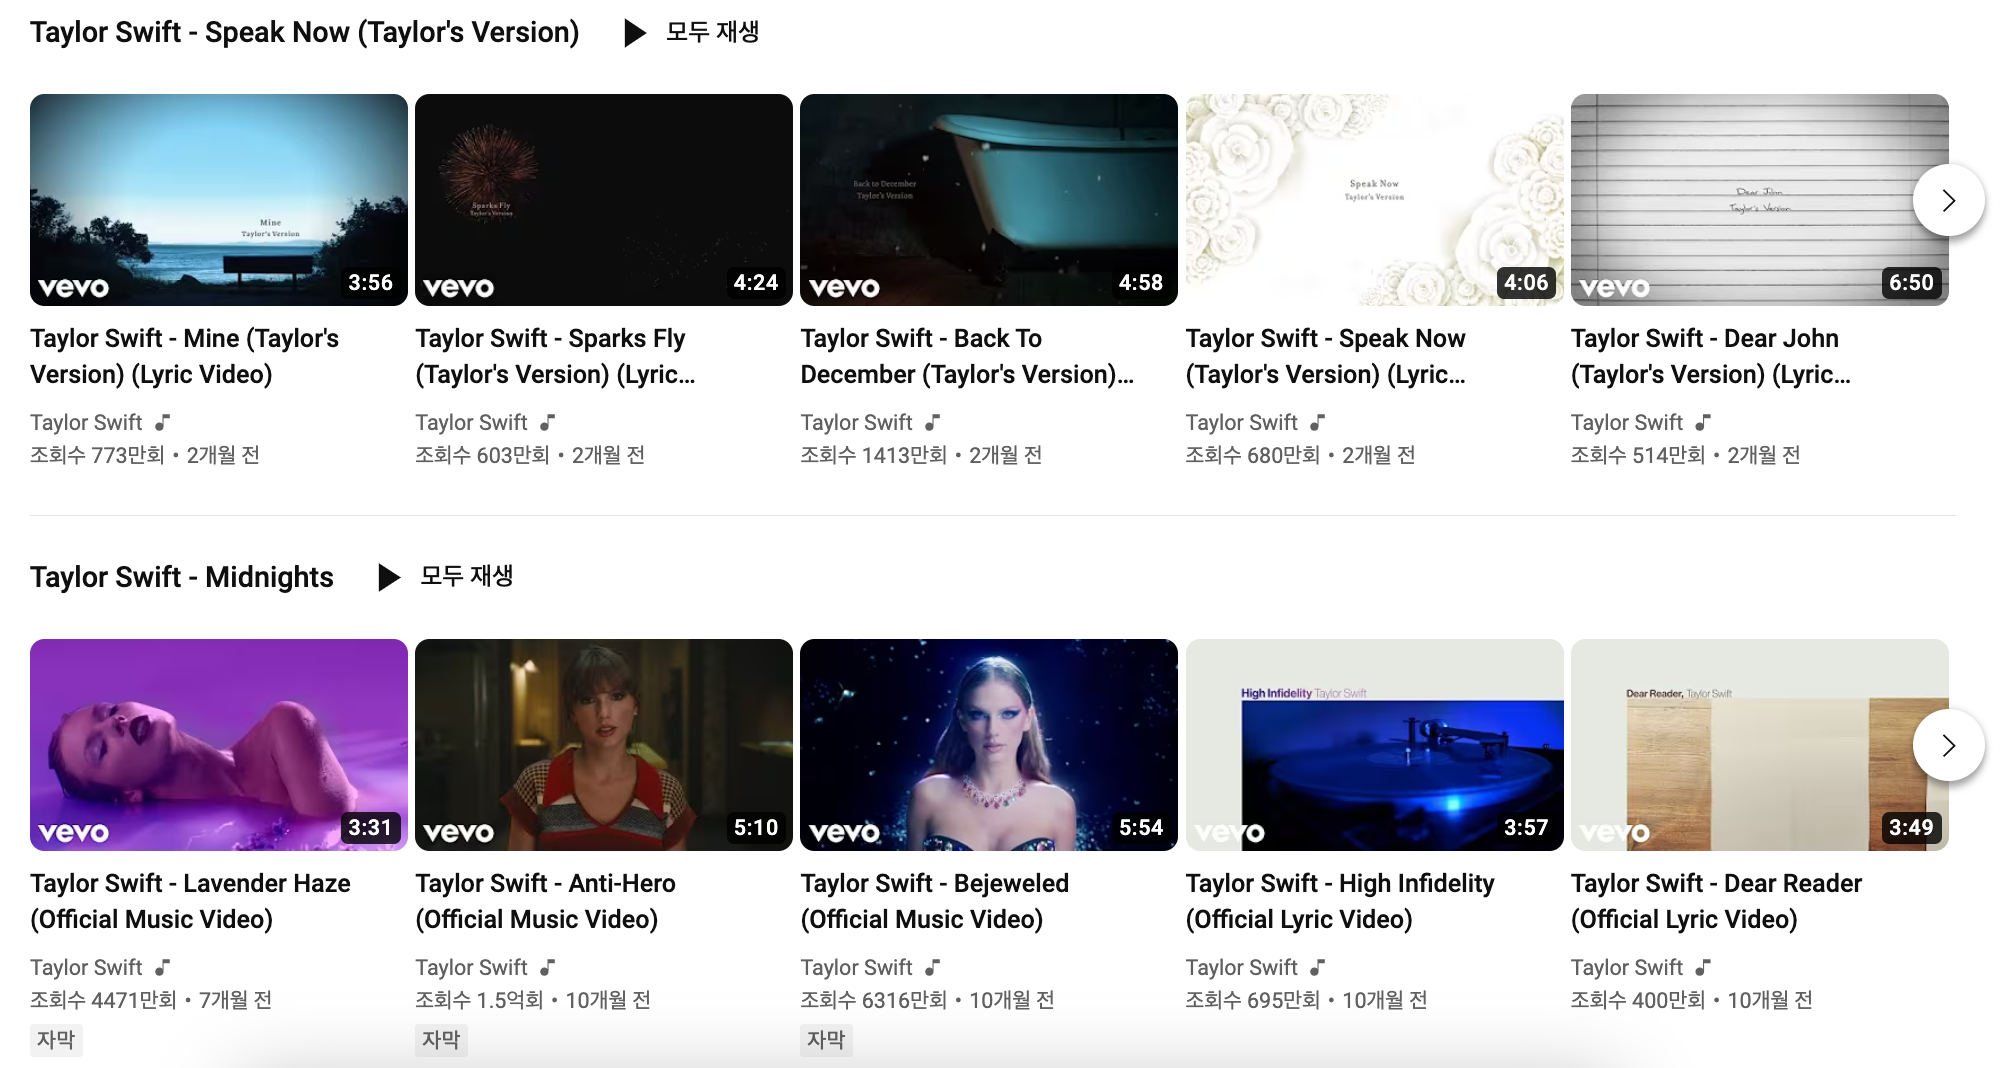 Taylor Swift - Speak Now (Taylor's Version) 모두 재생
Mine
Taylor's Version
vevo
3:56
Sparks Fly
Taylor's Version
vevo
4:24
Back to December
Taylor's Version
vevo
4:58
Speak Now
Taylor's Version
4:06
Dear John
Taylor's Version
vevo
6:50
Taylor Swift - Mine (Taylor's
Version) (Lyric Video)
Taylor Swift
조회수 773만회 • 2개월 전
Taylor Swift - Sparks Fly
(Taylor's Version) (Lyric...
Taylor Swift
조회수 603만회 • 2개월 전
Taylor Swift - Back To
December (Taylor's Version)...
Taylor Swift
조회수 1413만회 • 2개월 전
Taylor Swift - Speak Now
(Taylor's Version) (Lyric...
Taylor Swift
조회수 680만회 • 2개월 전
Taylor Swift - Dear John
(Taylor's Version) (Lyric...
Taylor Swift
조회수 514만회 • 2개월 전
Taylor Swift - Midnights 모두 재생
vevo
3:31
vevo
5:10
vevo
5:54
High Infidelity Taylor Swift
vevo
3:57
Dear Reader, Taylor Swift
vevo
3:49
Taylor Swift - Lavender Haze
(Official Music Video)
Taylor Swift
조회수 4471만회 • 7개월 전
자막
Taylor Swift - Anti-Hero
(Official Music Video)
Taylor Swift
조회수 1.5억회 • 10개월 전
자막
Taylor Swift - Bejeweled
(Official Music Video)
Taylor Swift
조회수 6316만회 • 10개월 전
자막
Taylor Swift - High Infidelity
(Official Lyric Video)
Taylor Swift
조회수 695만회 • 10개월 전
Taylor Swift - Dear Reader
(Official Lyric Video)
Taylor Swift
조회수 400만회 • 10개월 전